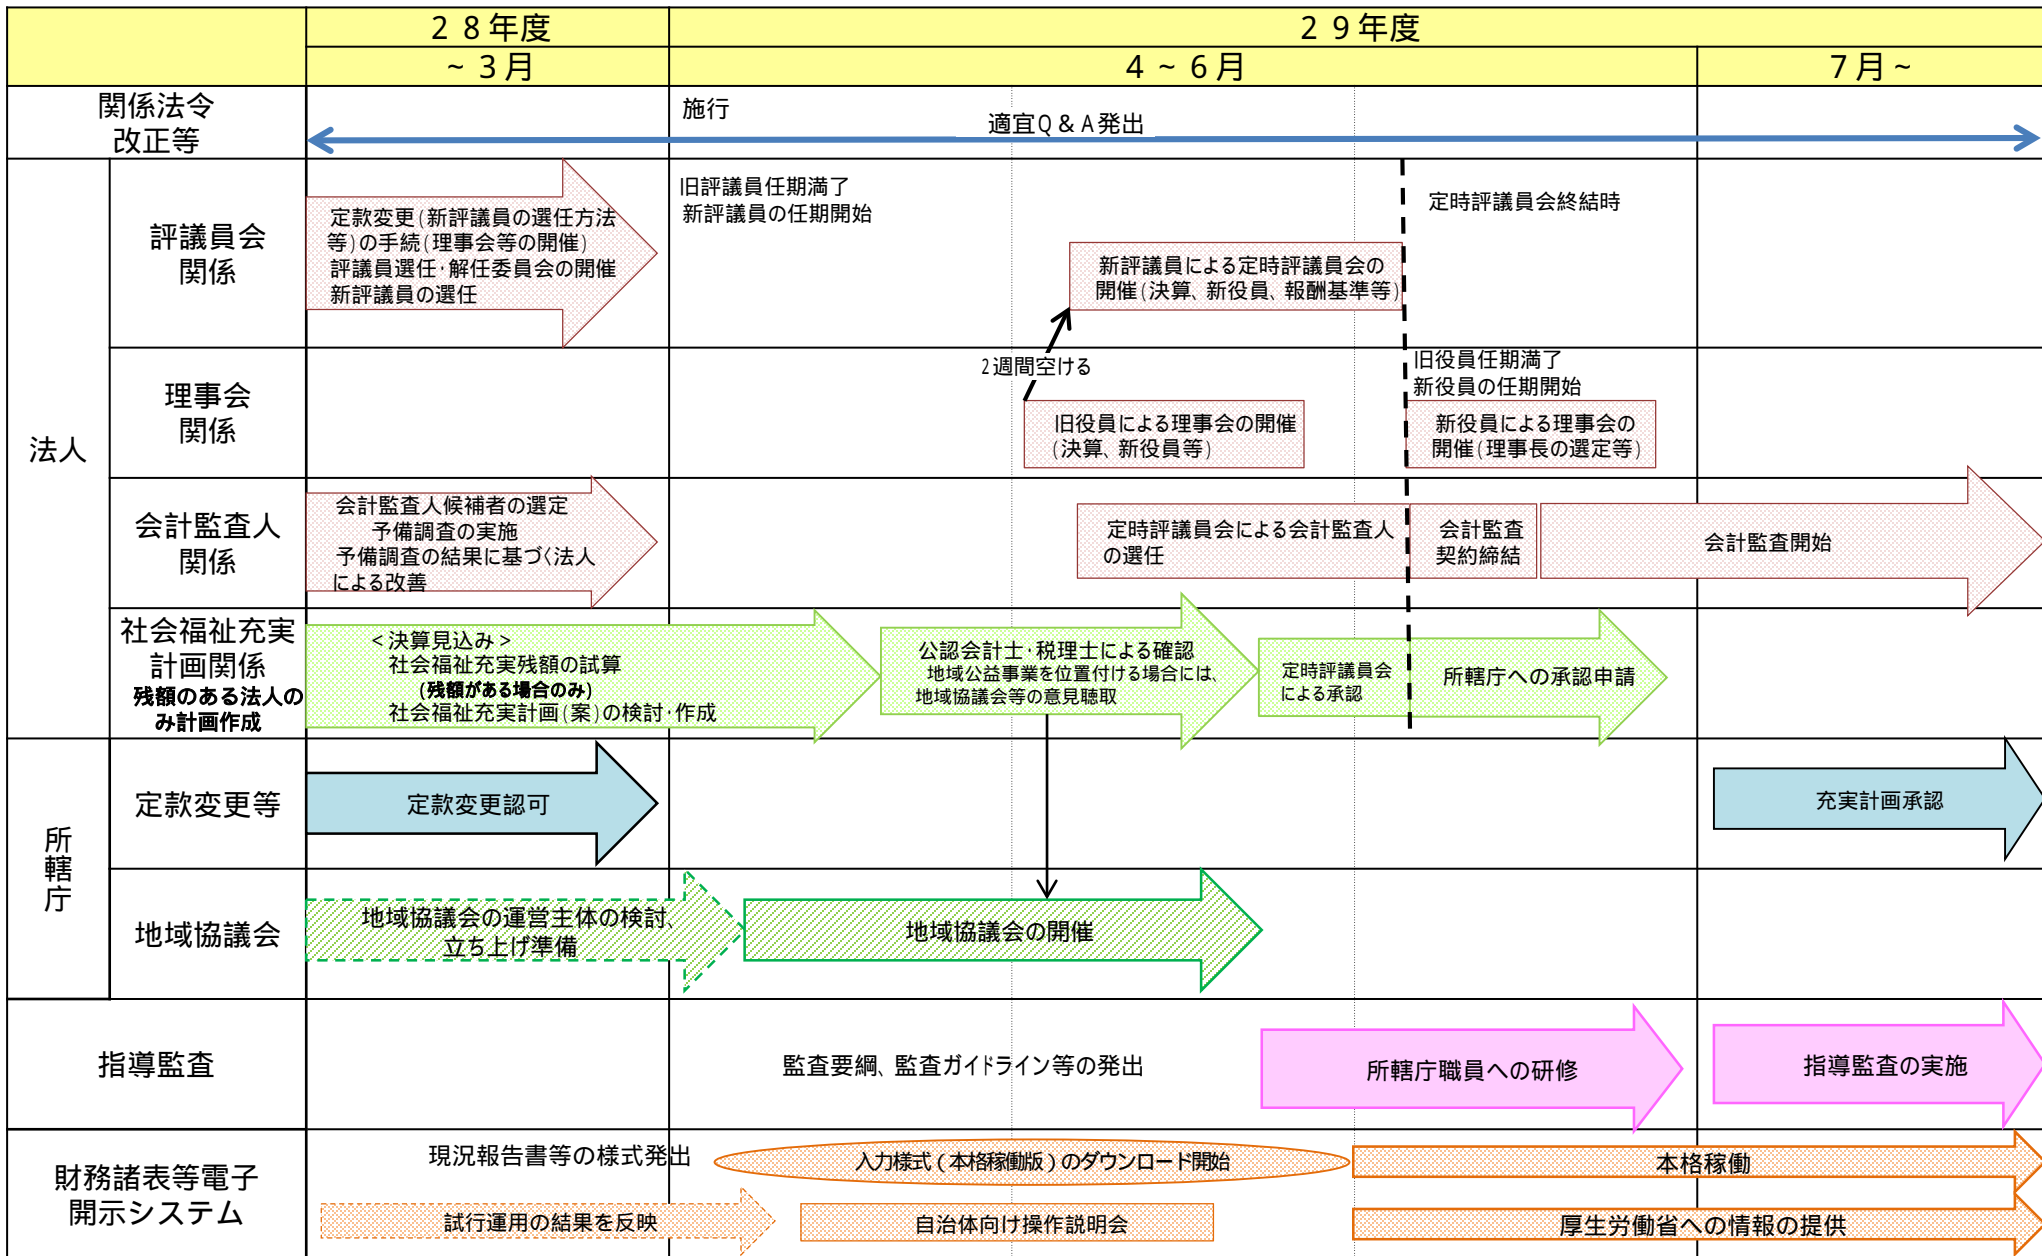 ２８年度
２９年度
～３月
４～６月
７月～
関係法令
改正等
施行
適宜Ｑ＆Ａ発出
法人
評議員会
関係
定款変更(新評議員の選任方法
等)の手続(理事会等の開催)
評議員選任･解任委員会の開催
新評議員の選任
旧評議員任期満了
新評議員の任期開始
新評議員による定時評議員会の
開催(決算、新役員、報酬基準等)
定時評議員会終結時
理事会
関係
2週間空ける
旧役員による理事会の開催
(決算、新役員等)
旧役員任期満了
新役員の任期開始
新役員による理事会の
開催(理事長の選定等)
会計監査人
関係
会計監査人候補者の選定
予備調査の実施
予備調査の結果に基づく法人
による改善
定時評議員会による会計監査人
の選任
会計監査
契約締結
会計監査開始
社会福祉充実
計画関係
残額のある法人の
み計画作成
＜決算見込み＞
社会福祉充実残額の試算
(残額がある場合のみ)
社会福祉充実計画(案)の検討･作成
公認会計士･税理士による確認
地域公益事業を位置付ける場合には、
地域協議会等の意見聴取
定時評議員会
による承認
所轄庁への承認申請
所轄庁
定款変更等
定款変更認可
充実計画承認
地域協議会
地域協議会の運営主体の検討、
立ち上げ準備
地域協議会の開催
指導監査
監査要綱、監査ガイドライン等の発出
所轄庁職員への研修
指導監査の実施
財務諸表等電子
開示システム
現況報告書等の様式発出
入力様式（本格稼働版）のダウンロード開始
本格稼働
試行運用の結果を反映
自治体向け操作説明会
厚生労働省への情報の提供